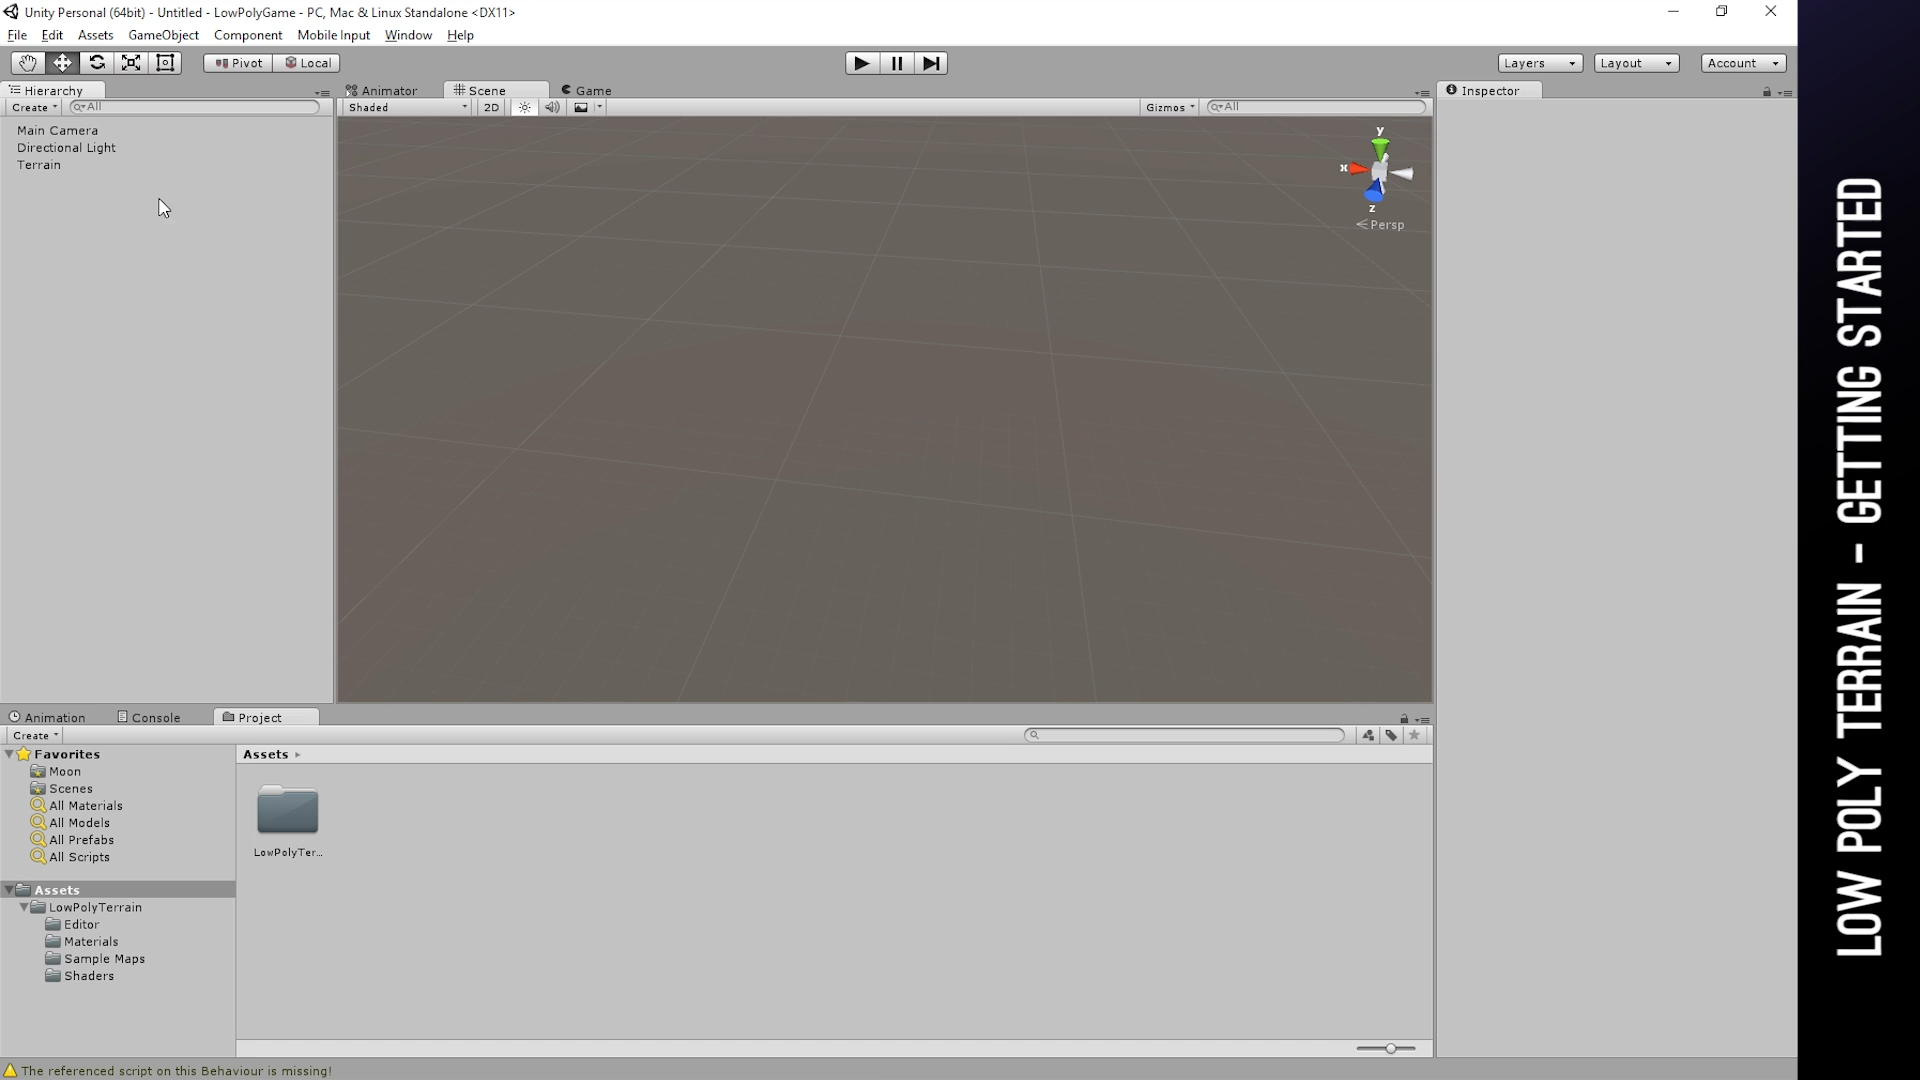 Unity Personal (64bit) - Untitled - LowPolyGame - PC, Mac & Linux Standalone <DX11>
File Edit Assets GameObject Component Mobile Input Window Help
Pivot Local Layers Layout Account
Hierarchy
Create All
Main Camera
Directional Light
Terrain
Animator Scene Game
Shaded 2D Gizmos All
y
x
z
Persp
Inspector
Animation Console Project
Create
Favorites
Moon
Scenes
All Materials
All Models
All Prefabs
All Scripts
Assets
LowPolyTerrain
Editor
Materials
Sample Maps
Shaders
Assets
LowPolyTer...
The referenced script on this Behaviour is missing!
LOW POLY TERRAIN - GETTING STARTED